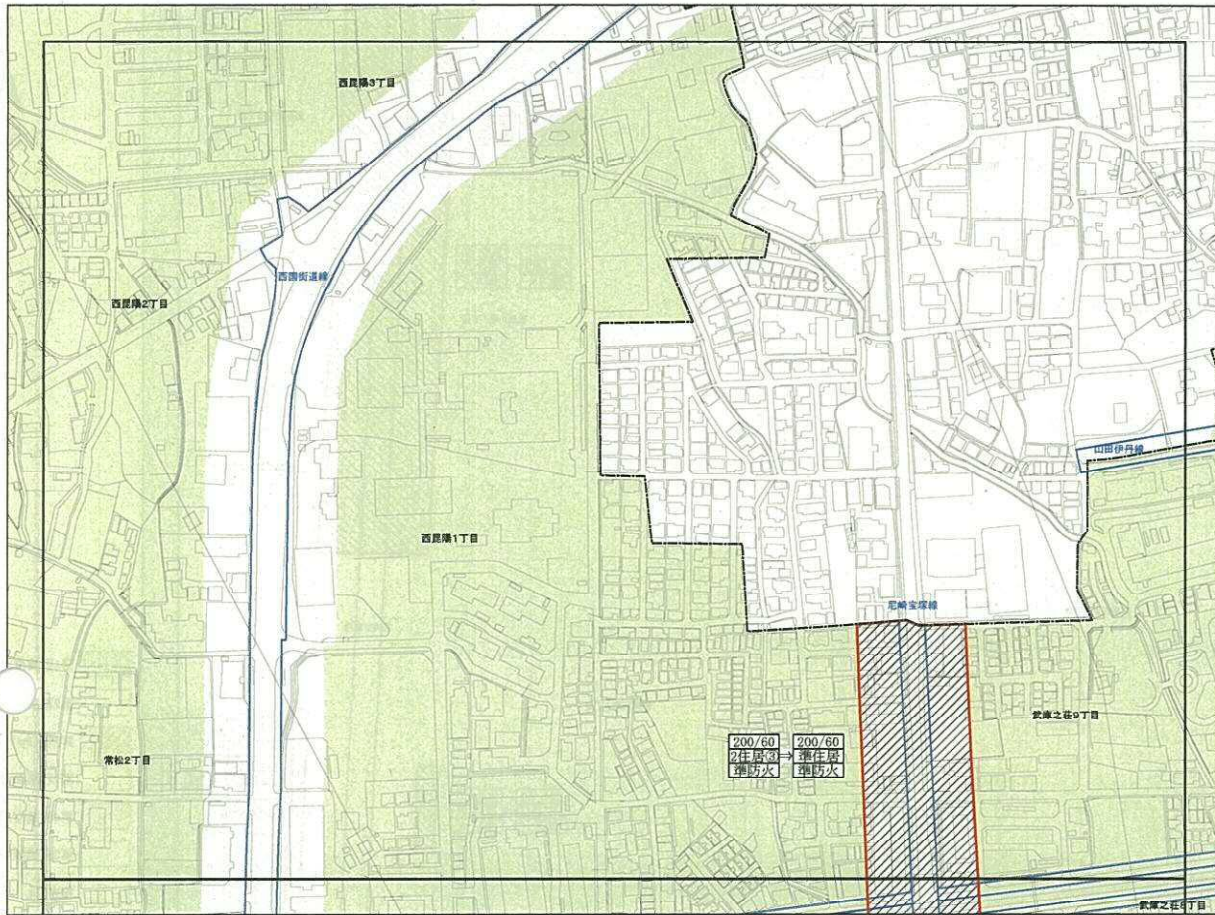 西昆陽3丁目
西国街道線
西昆陽2丁目
山田伊丹線
西昆陽1丁目
尼崎宝塚線
武庫之荘9丁目
200/60
2住居③
準防火
⇒
200/60
準住居
準防火
常松2丁目
武庫之荘8丁目